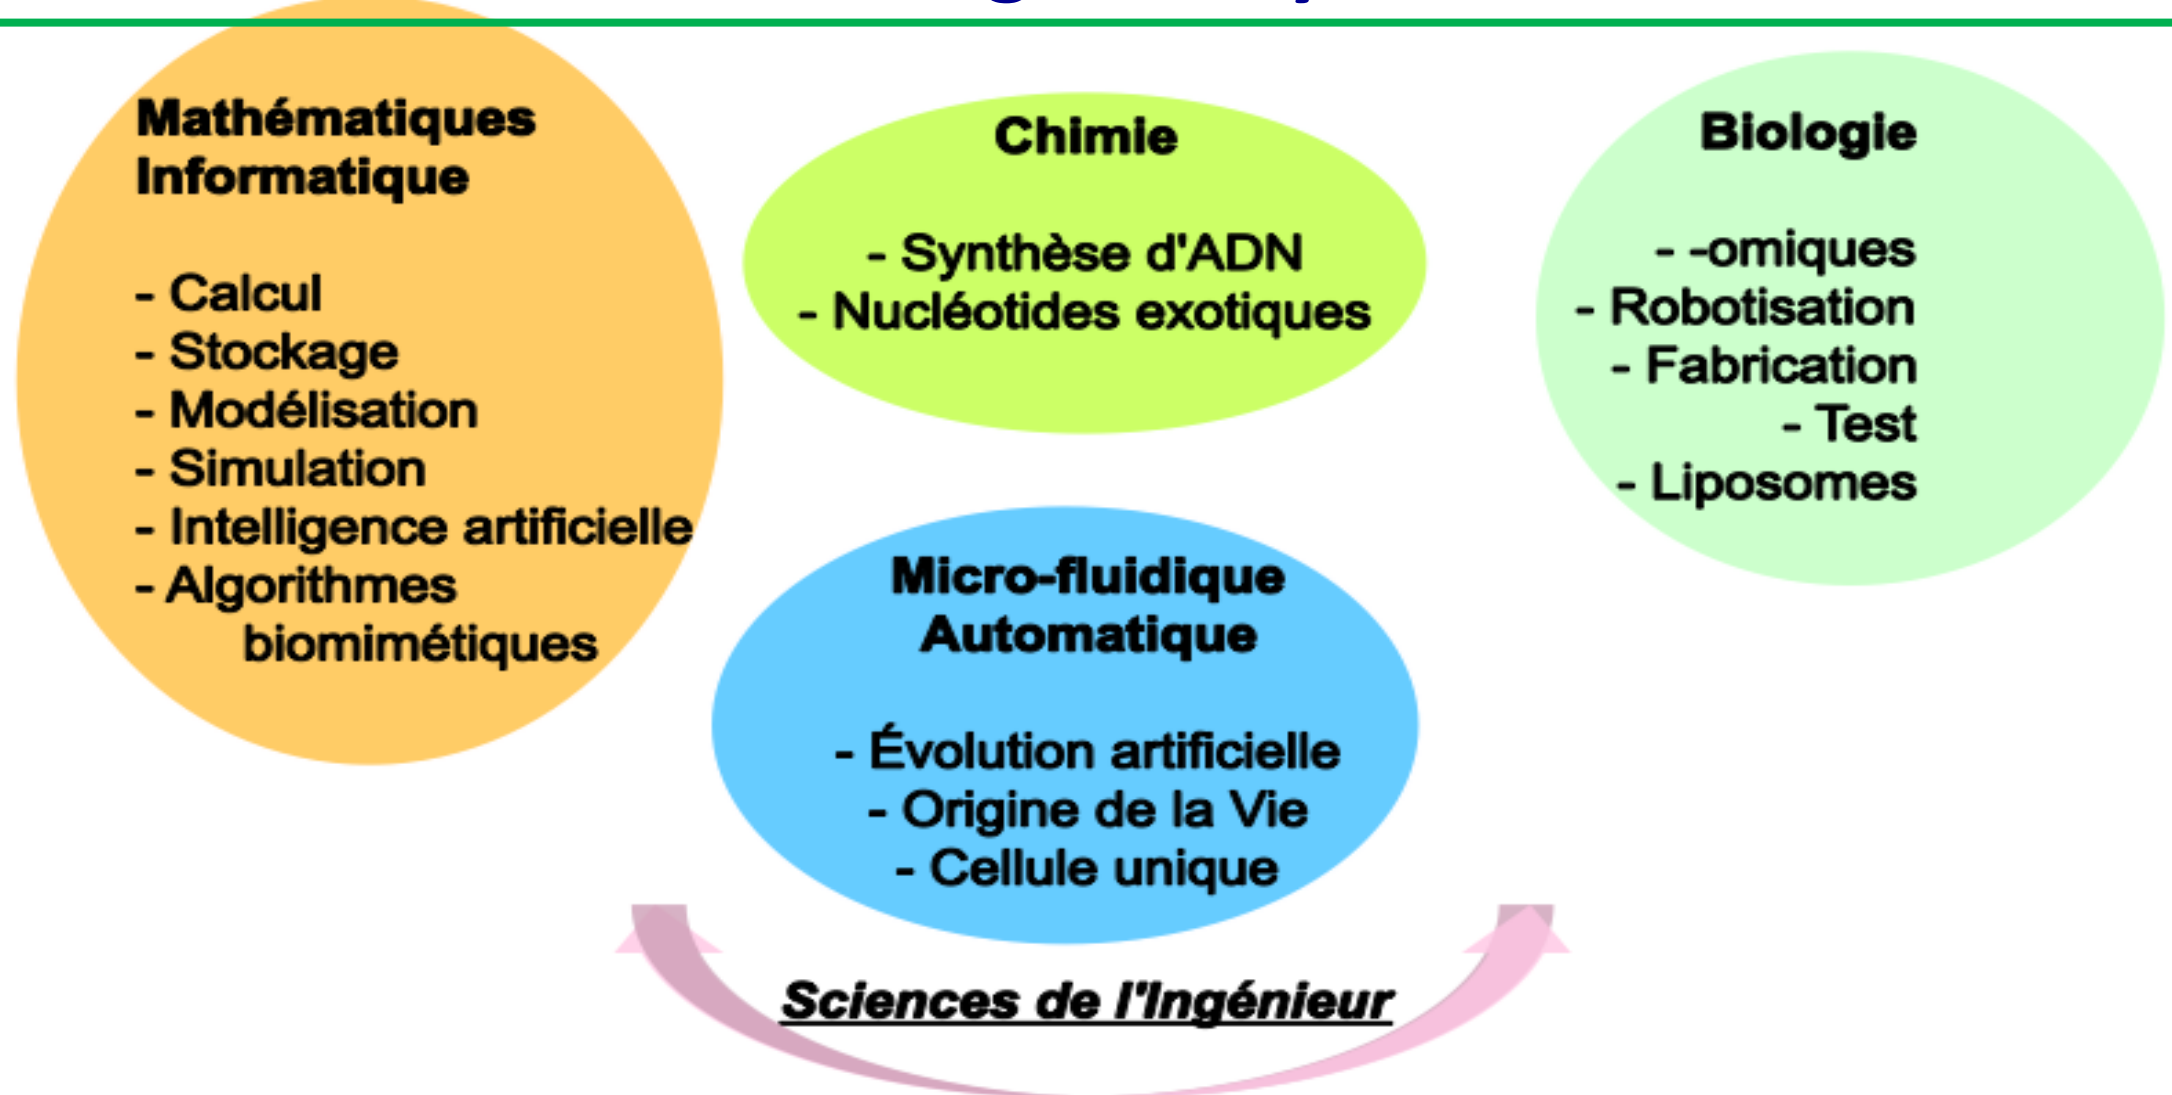 Mathématiques
Informatique
- Calcul
- Stockage
- Modélisation
- Simulation
- Intelligence artificielle
- Algorithmes
biomimétiques
Chimie
- Synthèse d'ADN
- Nucléotides exotiques
Biologie
- -omiques
- Robotisation
- Fabrication
- Test
- Liposomes
Micro-fluidique
Automatique
- Évolution artificielle
- Origine de la Vie
- Cellule unique
Sciences de l'Ingénieur